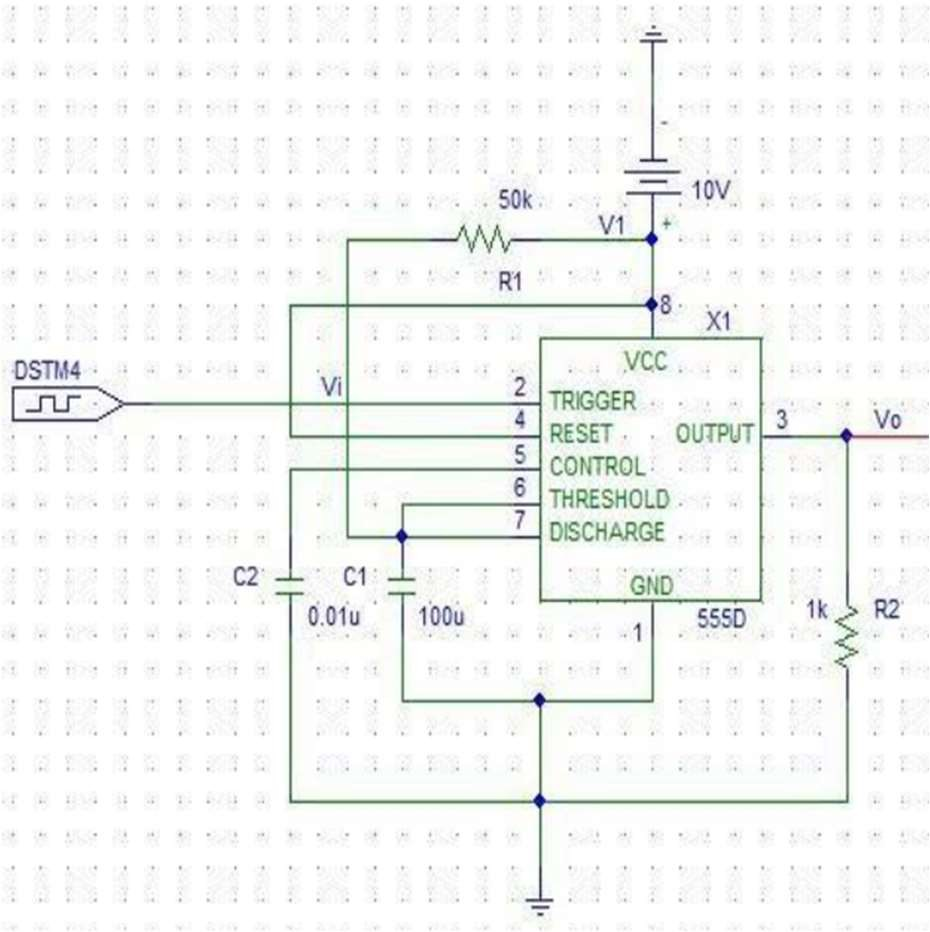 -
10V
+
50k
V1
R1
8
X1
DSTM4
VCC
Vi
2
TRIGGER
4
RESET
OUTPUT
3
Vo
5
CONTROL
6
THRESHOLD
7
DISCHARGE
C2
C1
GND
0.01u
100u
1
555D
1k
R2